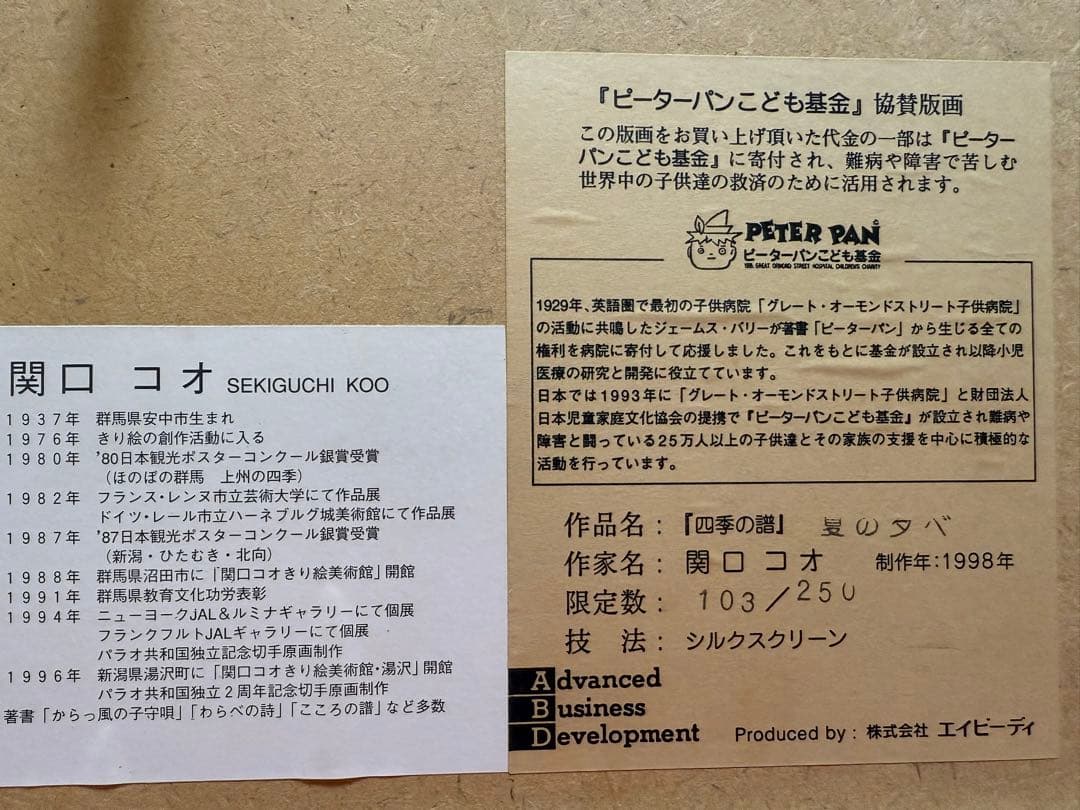 関口 コオ SEKIGUCHI KOO
1937年 群馬県安中市生まれ
1976年 きり絵の創作活動に入る
1980年 '80日本観光ポスターコンクール銀賞受賞
（ほのぼの群馬　上州の四季）
1982年 フランス・レンヌ市立芸術大学にて作品展
ドイツ・レール市立ハーネブルグ城美術館にて作品展
1987年 '87日本観光ポスターコンクール銀賞受賞
（新潟・ひたむき・北向）
1988年 群馬県沼田市に「関口コオきり絵美術館」開館
1991年 群馬県教育文化功労表彰
1994年 ニューヨークJAL＆ルミナギャラリーにて個展
フランクフルトJALギャラリーにて個展
パラオ共和国独立記念切手原画制作
1996年 新潟県湯沢町に「関口コオきり絵美術館・湯沢」開館
パラオ共和国独立２周年記念切手原画制作
著書「からっ風の子守唄」「わらべの詩」「こころの譜」など多数
『ピーターパンこども基金』協賛版画
この版画をお買い上げ頂いた代金の一部は『ピーター
パンこども基金』に寄付され、難病や障害で苦しむ
世界中の子供達の救済のために活用されます。
PETER PAN
ピーターパンこども基金
1988, GREAT ORMOND STREET HOSPITAL CHILDREN'S CHARITY
1929年、英語圏で最初の子供病院「グレート・オーモンドストリート子供病院」
の活動に共鳴したジェームス・バリーが著書「ピーターパン」から生じる全ての
権利を病院に寄付して応援しました。これをもとに基金が設立され以降小児
医療の研究と開発に役立てています。
日本では1993年に「グレート・オーモンドストリート子供病院」と財団法人
日本児童家庭文化協会の提携で『ピーターパンこども基金』が設立され難病や
障害と闘っている25万人以上の子供達とその家族の支援を中心に積極的な
活動を行っています。
作品名：『四季の譜』 夏の夕べ
作家名：関口コオ 制作年：1998年
限定数：103／250
技　法：シルクスクリーン
Advanced
Business
Development Produced by：株式会社 エイビーディ